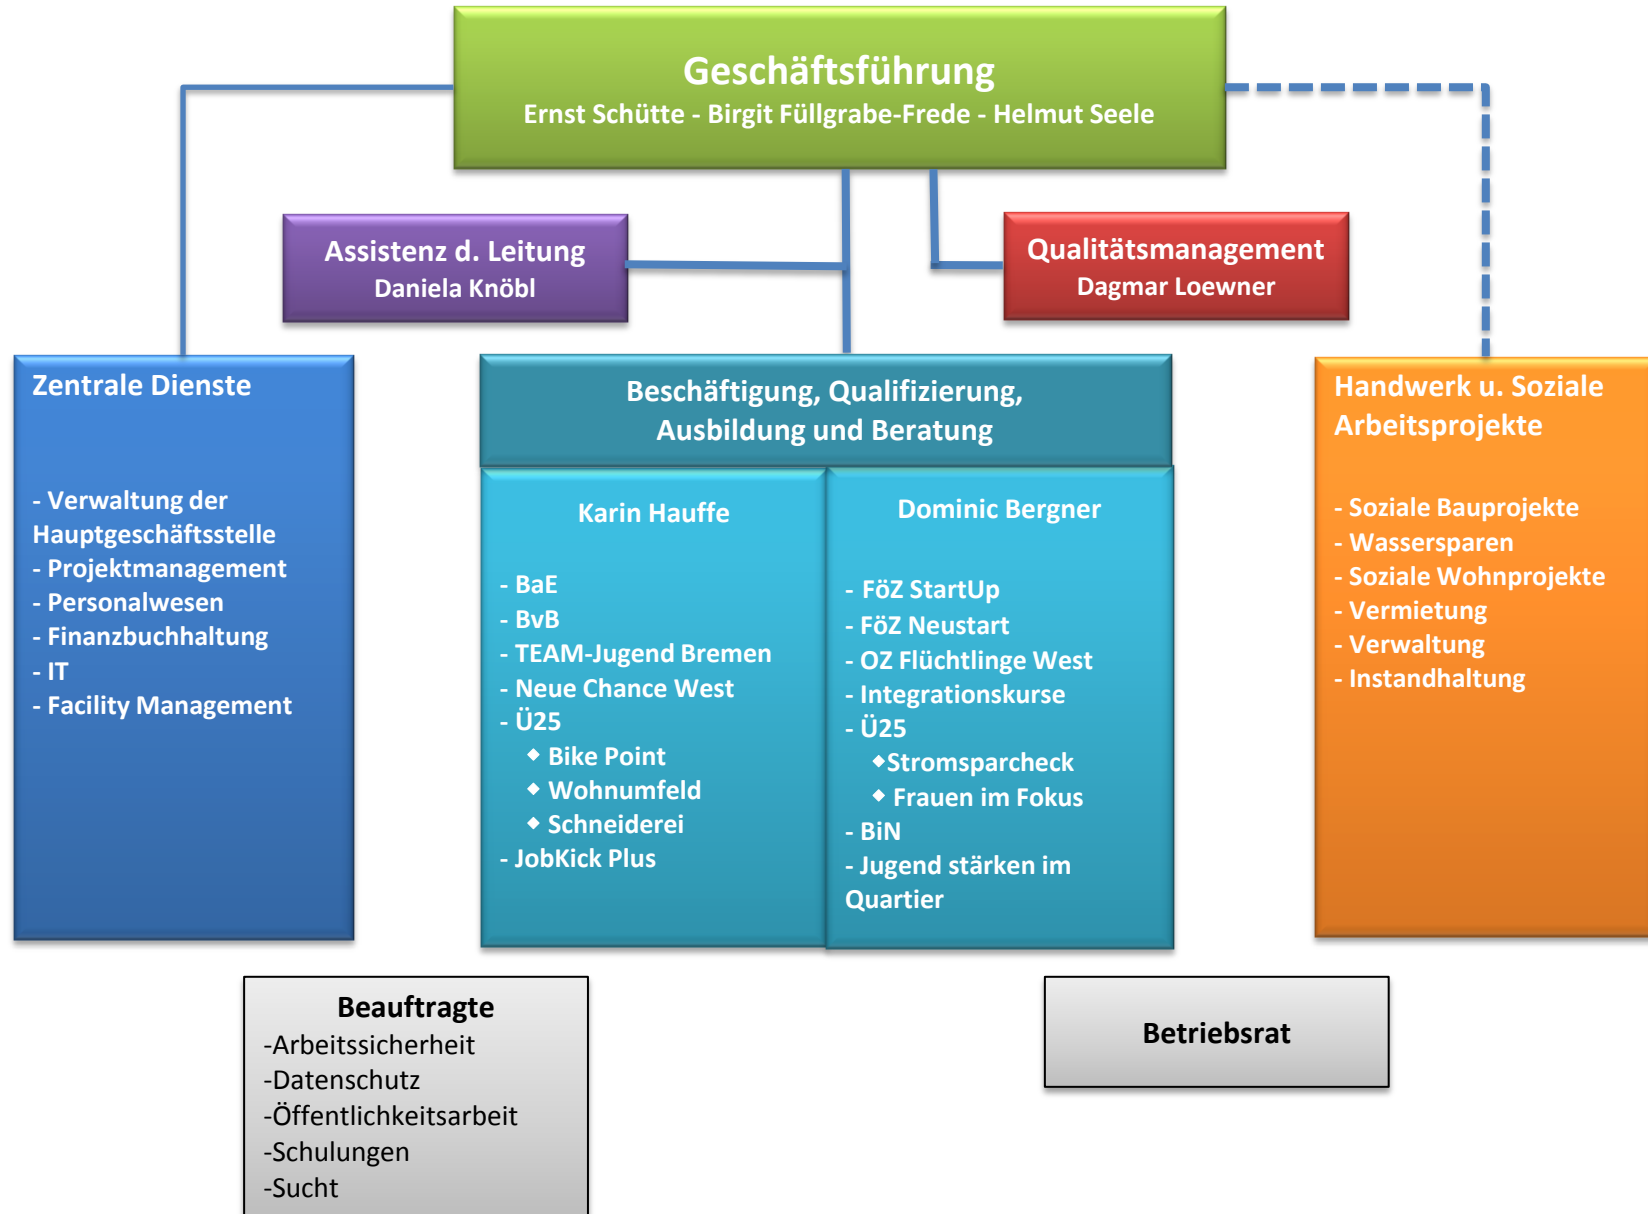 Geschäftsführung
Ernst Schütte - Birgit Füllgrabe-Frede - Helmut Seele
Assistenz d. Leitung
Daniela Knöbl
Qualitätsmanagement
Dagmar Loewner
Zentrale Dienste
- Verwaltung der
Hauptgeschäftsstelle
- Projektmanagement
- Personalwesen
- Finanzbuchhaltung
- IT
- Facility Management
Beschäftigung, Qualifizierung,
Ausbildung und Beratung
Karin Hauffe
- BaE
- BvB
- TEAM-Jugend Bremen
- Neue Chance West
- Ü25
◆ Bike Point
◆ Wohnumfeld
◆ Schneiderei
- JobKick Plus
Dominic Bergner
- FöZ StartUp
- FöZ Neustart
- OZ Flüchtlinge West
- Integrationskurse
- Ü25
◆Stromsparcheck
◆ Frauen im Fokus
- BiN
- Jugend stärken im
Quartier
Handwerk u. Soziale
Arbeitsprojekte
- Soziale Bauprojekte
- Wassersparen
- Soziale Wohnprojekte
- Vermietung
- Verwaltung
- Instandhaltung
Beauftragte
-Arbeitssicherheit
-Datenschutz
-Öffentlichkeitsarbeit
-Schulungen
-Sucht
Betriebsrat